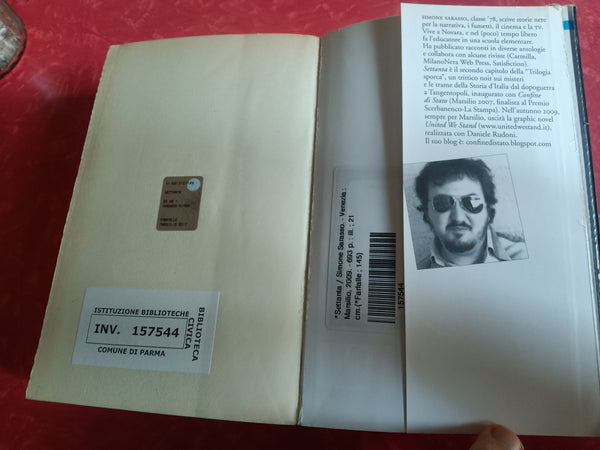 SETTANTA
ISTITUZIONE BIBLIOTECHE
INV. 157544
COMUNE DI PARMA
BIBLIOTECA
CIVICA
*Settanta / Simone Sarasso. - Venezia :
Marsilio, 2009. - 693 p. : ill. ; 21
cm. (*Farfalle ; 145)
157544
SIMONE SARASSO, classe '78, scrive storie nere
per la narrativa, i fumetti, il cinema e la TV.
Vive a Novara, e nel (poco) tempo libero
fa l'educatore in una scuola elementare.
Ha pubblicato racconti in diverse antologie
e collabora con alcune riviste (Carmilla,
MilanoNera Web Press, Satisfiction).
Settanta è il secondo capitolo della "Trilogia
sporca", un trittico noir sui misteri
e le trame della Storia d'Italia dal dopoguerra
a Tangentopoli, inaugurato con Confine
di Stato (Marsilio 2007, finalista al Premio
Scerbanenco-La Stampa). Nell'autunno 2009,
sempre per Marsilio, uscirà la graphic novel
United We Stand (www.unitedwestand.it),
realizzata con Daniele Rudoni.
Il suo blog è: confinedistato.blogspot.com